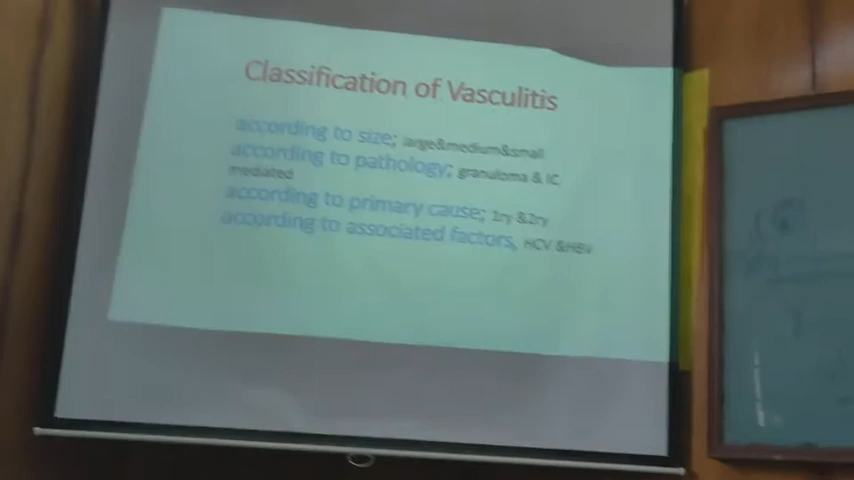 Classification of Vasculitis
according to size; large&medium&small
according to pathology; granuloma & IC
mediated
according to primary cause; 1ry &2ry
according to associated factors, HCV &HBV